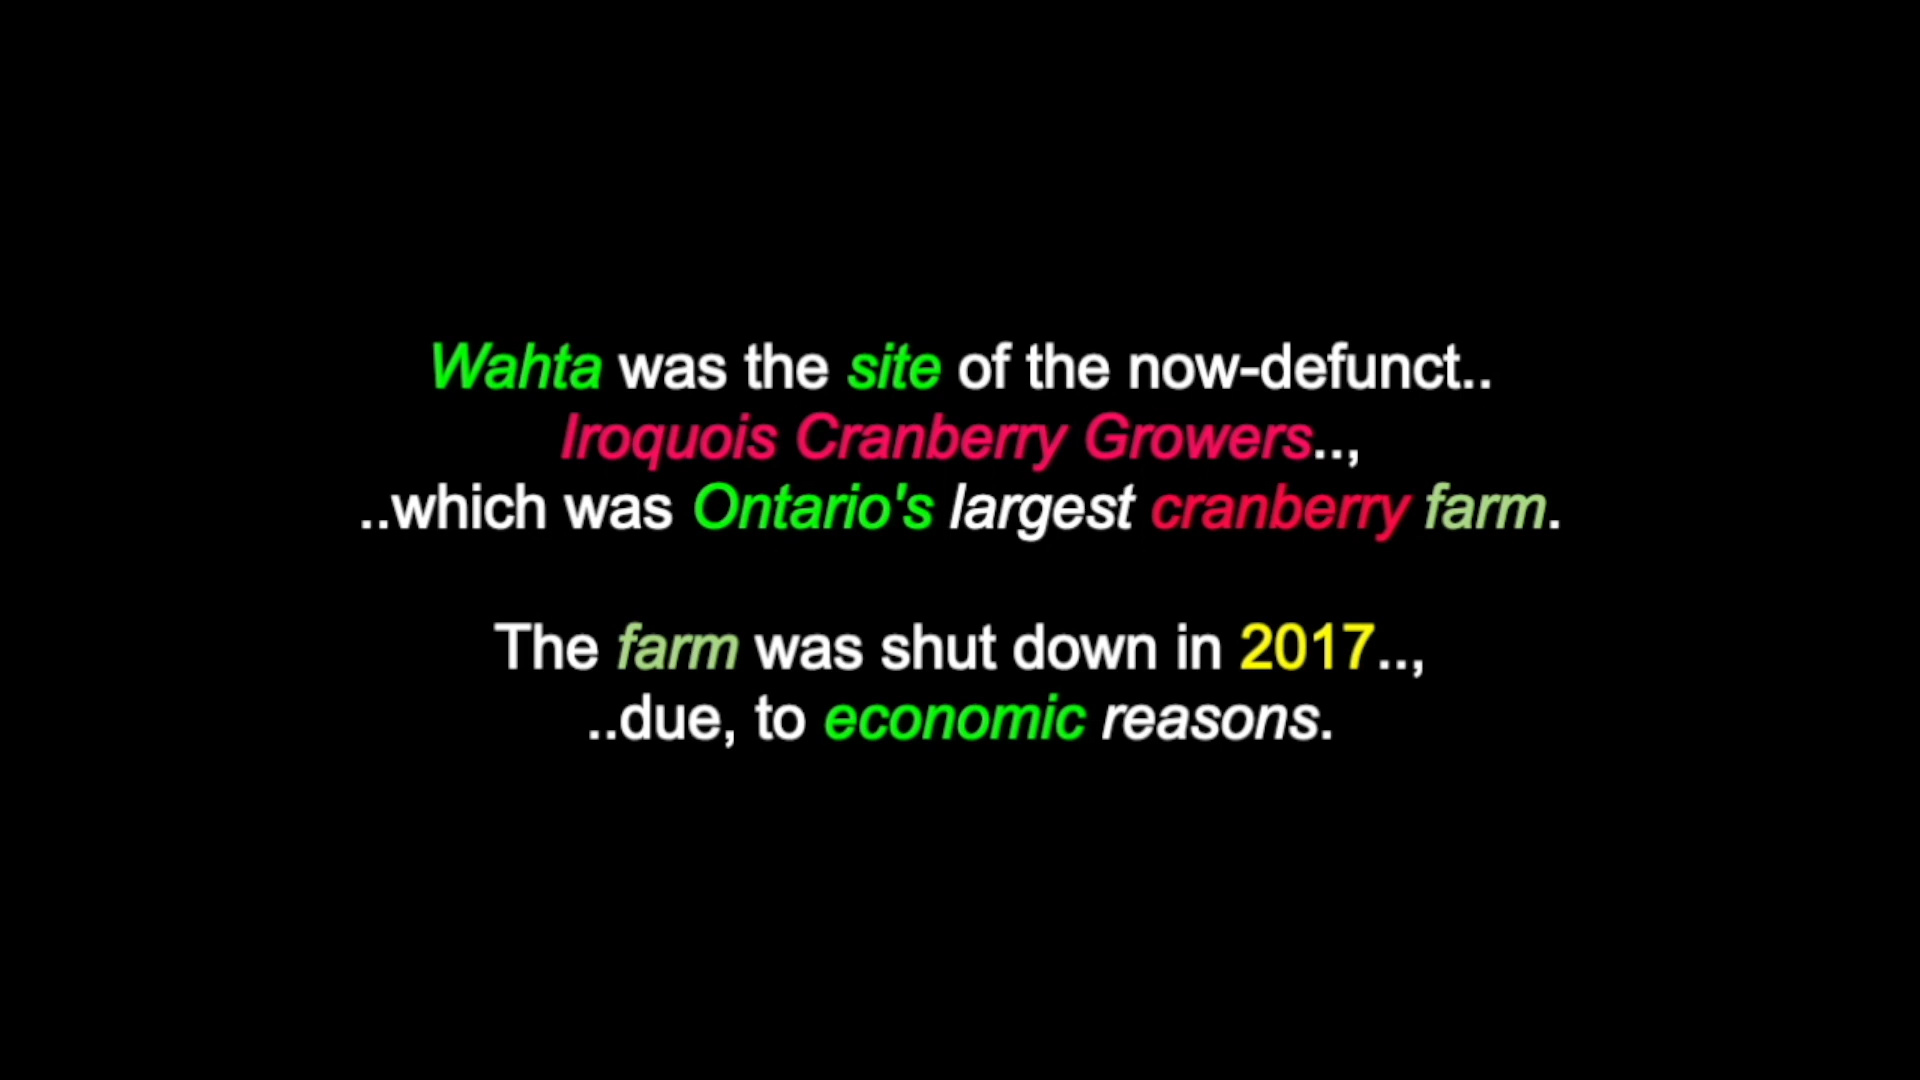 Wahta was the site of the now-defunct..
Iroquois Cranberry Growers..,
..which was Ontario's largest cranberry farm.
The farm was shut down in 2017..,
..due, to economic reasons.